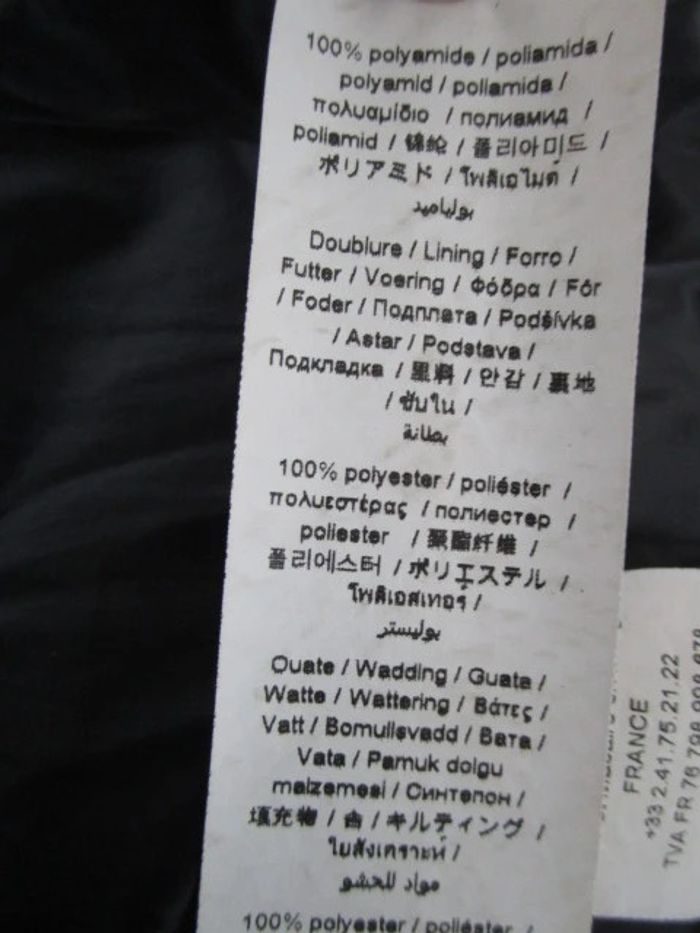 100% polyamide / poliamida /
polyamid / poliamida /
πολυαμίδιο / полиамид /
poliamid / 锦纶 / 폴리아미드 /
ポリアミド / โพลิเอไมด์ /
بولياميد
Doublure / Lining / Forro /
Futter / Voering / Φόδρα / Fôr
/ Foder / Подплата / Podšívka
/ Astar / Podstava /
Подкладка / 里料 / 안감 / 裏地
/ ซับใน /
بطانة
100% polyester / poliéster /
πολυεστέρας / полиестер /
poliester / 聚酯纤维 /
폴리에스터 / ポリエステル /
โพลิเอสเทอร์ /
بوليستر
Ouate / Wadding / Guata /
Watte / Wattering / Βάτες /
Vatt / Bomullsvadd / Вата /
Vata / Pamuk dolgu
malzemesi / Синтепон /
填充物 / 솜 / キルティング /
ใยสังเคราะห์ /
مواد للحشو
100% polyester / poliéster /
FRANCE
+33 2.41.75.21.22
TVA FR 76